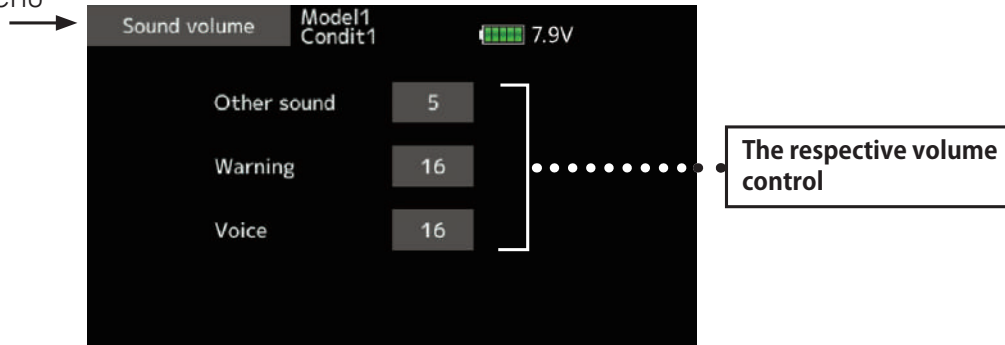 Sound volume
Model1
Condit1
7.9V
Other sound 5
Warning 16
Voice 16
The respective volume
control